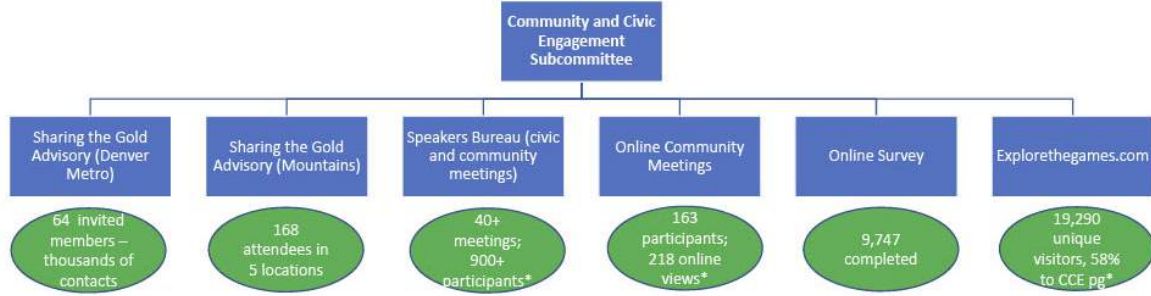 Community and Civic
Engagement
Subcommittee
Sharing the Gold
Advisory (Denver
Metro)
Sharing the Gold
Advisory (Mountains)
Speakers Bureau (civic
and community
meetings)
Online Community
Meetings
Online Survey
Explorethegames.com
64 invited
members –
thousands of
contacts
168
attendees in
5 locations
40+
meetings;
900+
participants*
163
participants;
218 online
views*
9,747
completed
19,290
unique
visitors, 58%
to CCE pg*